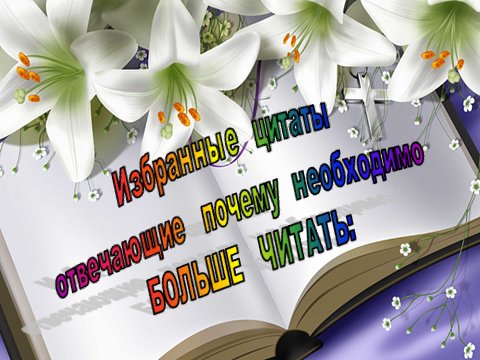 Избранные цитаты
отвечающие почему необходимо
БОЛЬШЕ ЧИТАТЬ: